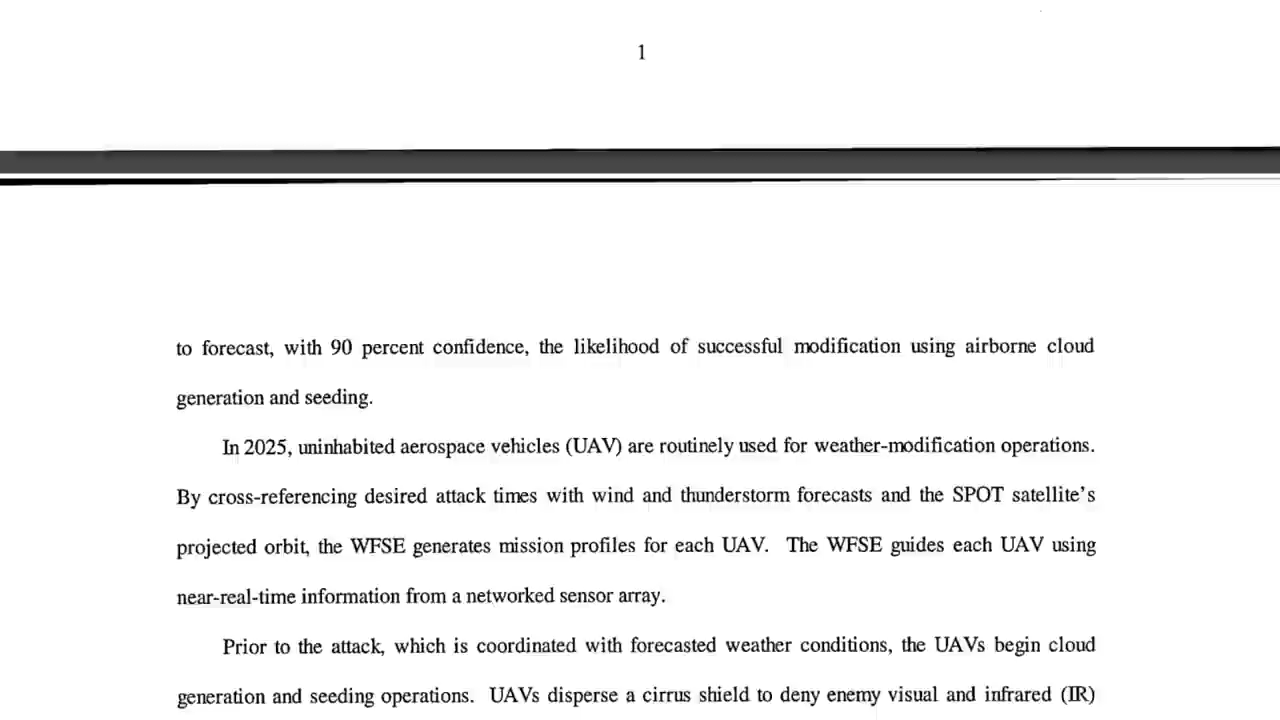 1
to forecast, with 90 percent confidence, the likelihood of successful modification using airborne cloud
generation and seeding.
In 2025, uninhabited aerospace vehicles (UAV) are routinely used for weather-modification operations.
By cross-referencing desired attack times with wind and thunderstorm forecasts and the SPOT satellite's
projected orbit, the WFSE generates mission profiles for each UAV. The WFSE guides each UAV using
near-real-time information from a networked sensor array.
Prior to the attack, which is coordinated with forecasted weather conditions, the UAVs begin cloud
generation and seeding operations. UAVs disperse a cirrus shield to deny enemy visual and infrared (IR)